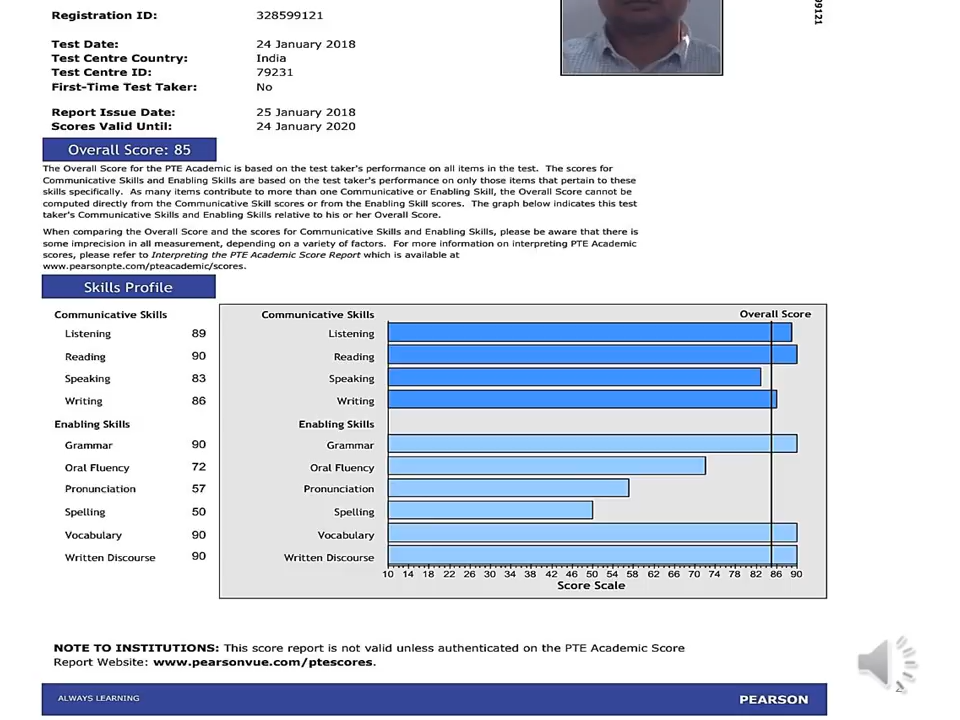 Registration ID: 328599121
99121
Test Date: 24 January 2018
Test Centre Country: India
Test Centre ID: 79231
First-Time Test Taker: No
Report Issue Date: 25 January 2018
Scores Valid Until: 24 January 2020
Overall Score: 85
The Overall Score for the PTE Academic is based on the test taker's performance on all items in the test. The scores for
Communicative Skills and Enabling Skills are based on the test taker's performance on only those items that pertain to these
skills specifically. As many items contribute to more than one Communicative or Enabling Skill, the Overall Score cannot be
computed directly from the Communicative Skill scores or from the Enabling Skill scores. The graph below indicates this test
taker's Communicative Skills and Enabling Skills relative to his or her Overall Score.
When comparing the Overall Score and the scores for Communicative Skills and Enabling Skills, please be aware that there is
some imprecision in all measurement, depending on a variety of factors. For more information on interpreting PTE Academic
scores, please refer to Interpreting the PTE Academic Score Report which is available at
www.pearsonpte.com/pteacademic/scores.
Skills Profile
Communicative Skills
Listening 89
Reading 90
Speaking 83
Writing 86
Enabling Skills
Grammar 90
Oral Fluency 72
Pronunciation 57
Spelling 50
Vocabulary 90
Written Discourse 90
Communicative Skills Overall Score
Listening
Reading
Speaking
Writing
Enabling Skills
Grammar
Oral Fluency
Pronunciation
Spelling
Vocabulary
Written Discourse
10 14 18 22 26 30 34 38 42 46 50 54 58 62 66 70 74 78 82 86 90
Score Scale
NOTE TO INSTITUTIONS: This score report is not valid unless authenticated on the PTE Academic Score
Report Website: www.pearsonvue.com/ptescores.
2
ALWAYS LEARNING PEARSON